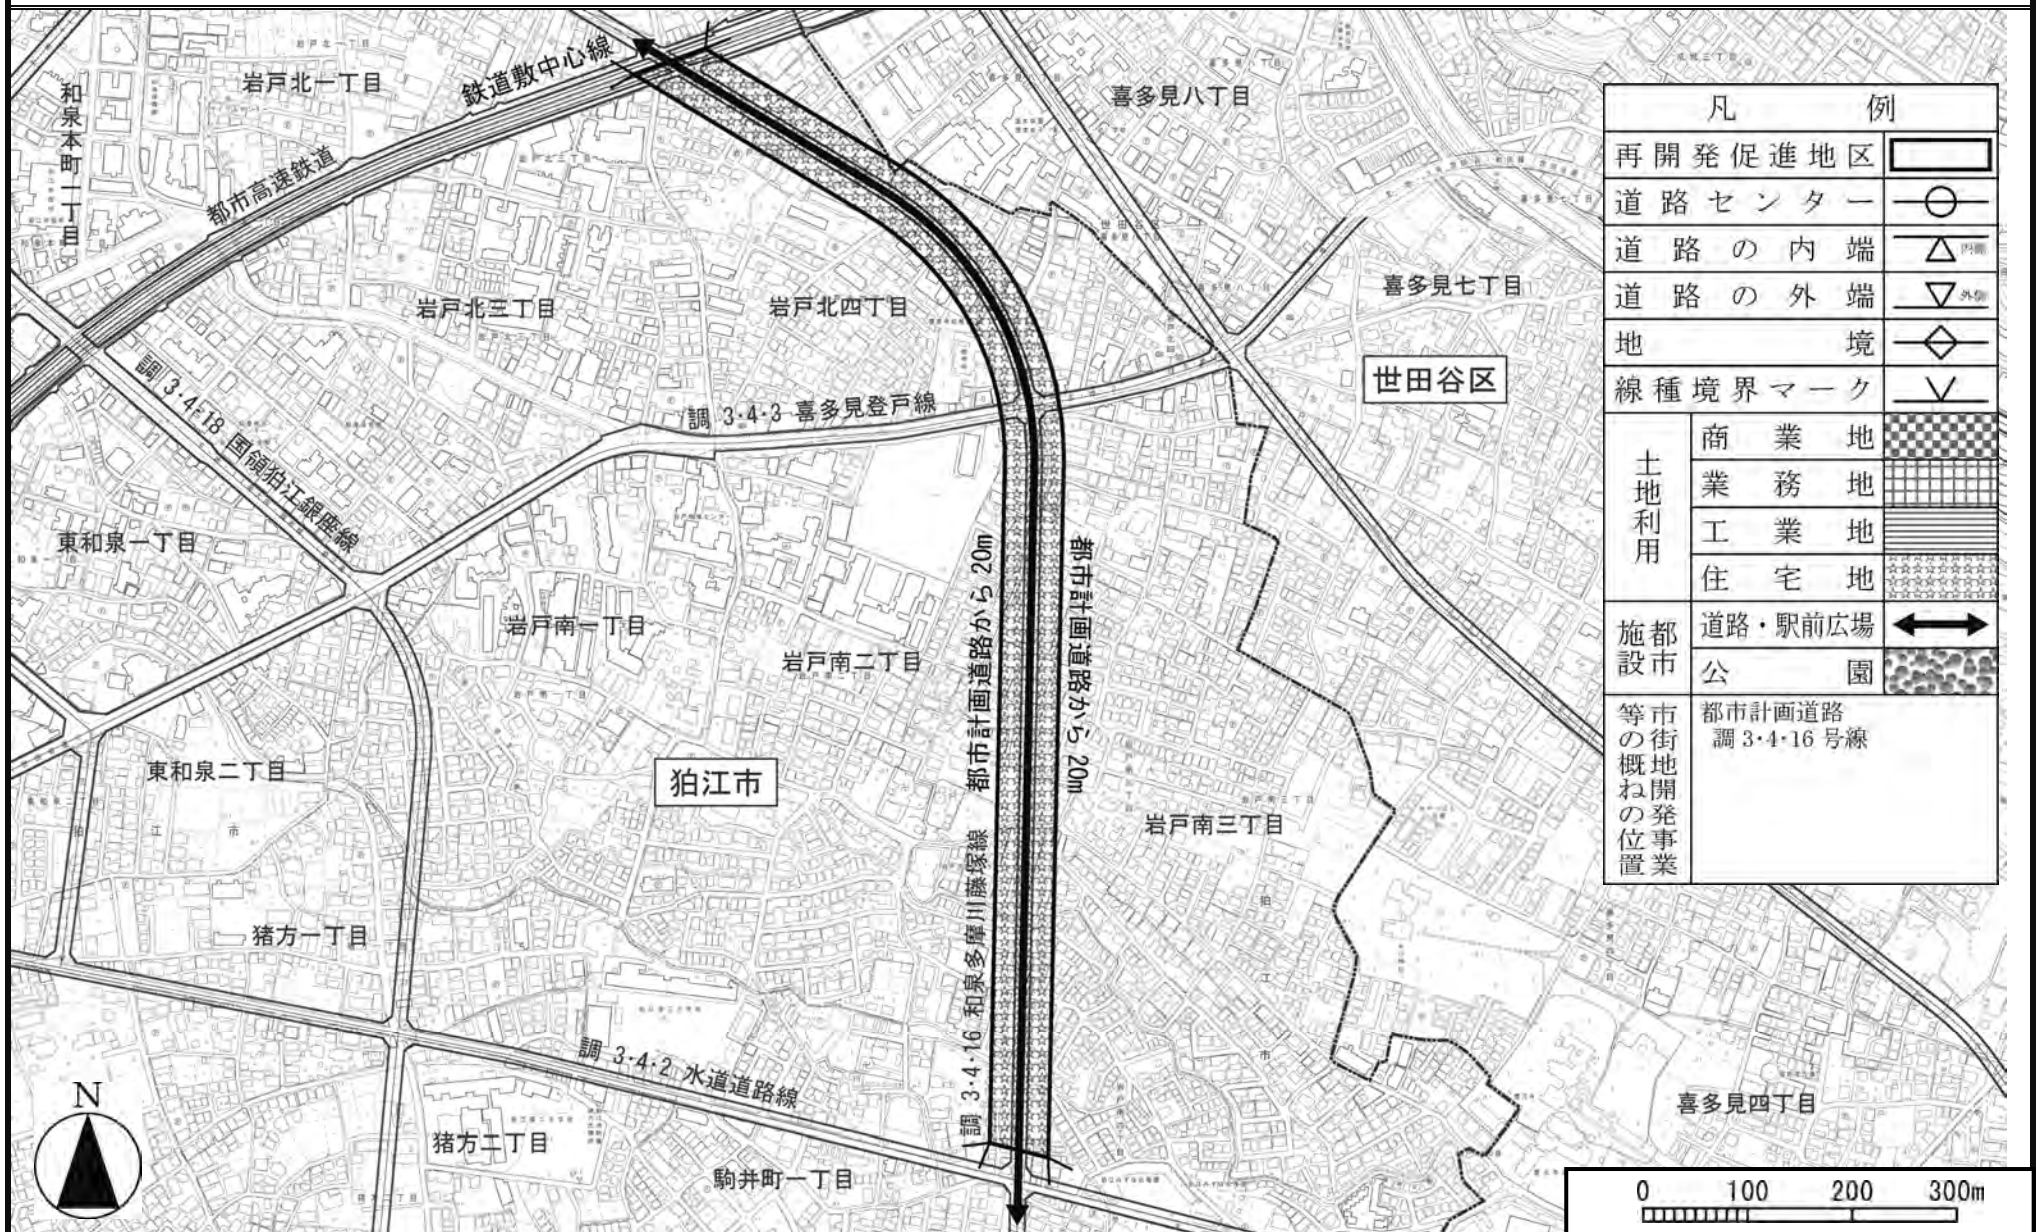 岩戸北一丁目
和泉本町一丁目
鉄道敷中心線
都市高速鉄道
喜多見八丁目
岩戸北三丁目
岩戸北四丁目
喜多見七丁目
世田谷区
調 3・4・18 国領狛江銀座線
調 3・4・3 喜多見登戸線
東和泉一丁目
岩戸南一丁目
岩戸南二丁目
都市計画道路から 20m
都市計画道路から 20m
東和泉二丁目
狛江市
岩戸南三丁目
調 3・4・16 和泉多摩川藤塚線
猪方一丁目
調 3・4・2 水道道路線
猪方二丁目
駒井町一丁目
喜多見四丁目
N
凡例
再開発促進地区
道路センター
道路の内端
道路の外端
外側
地境
線種境界マーク
土地利用
商業地
業務地
工業地
住宅地
都市施設
道路・駅前広場
公園
市街地開発事業
等の概ねの位置
都市計画道路
調 3・4・16 号線
0 100 200 300m